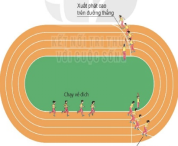 Xuất phát cao
trên đường thẳng
Chạy về đích